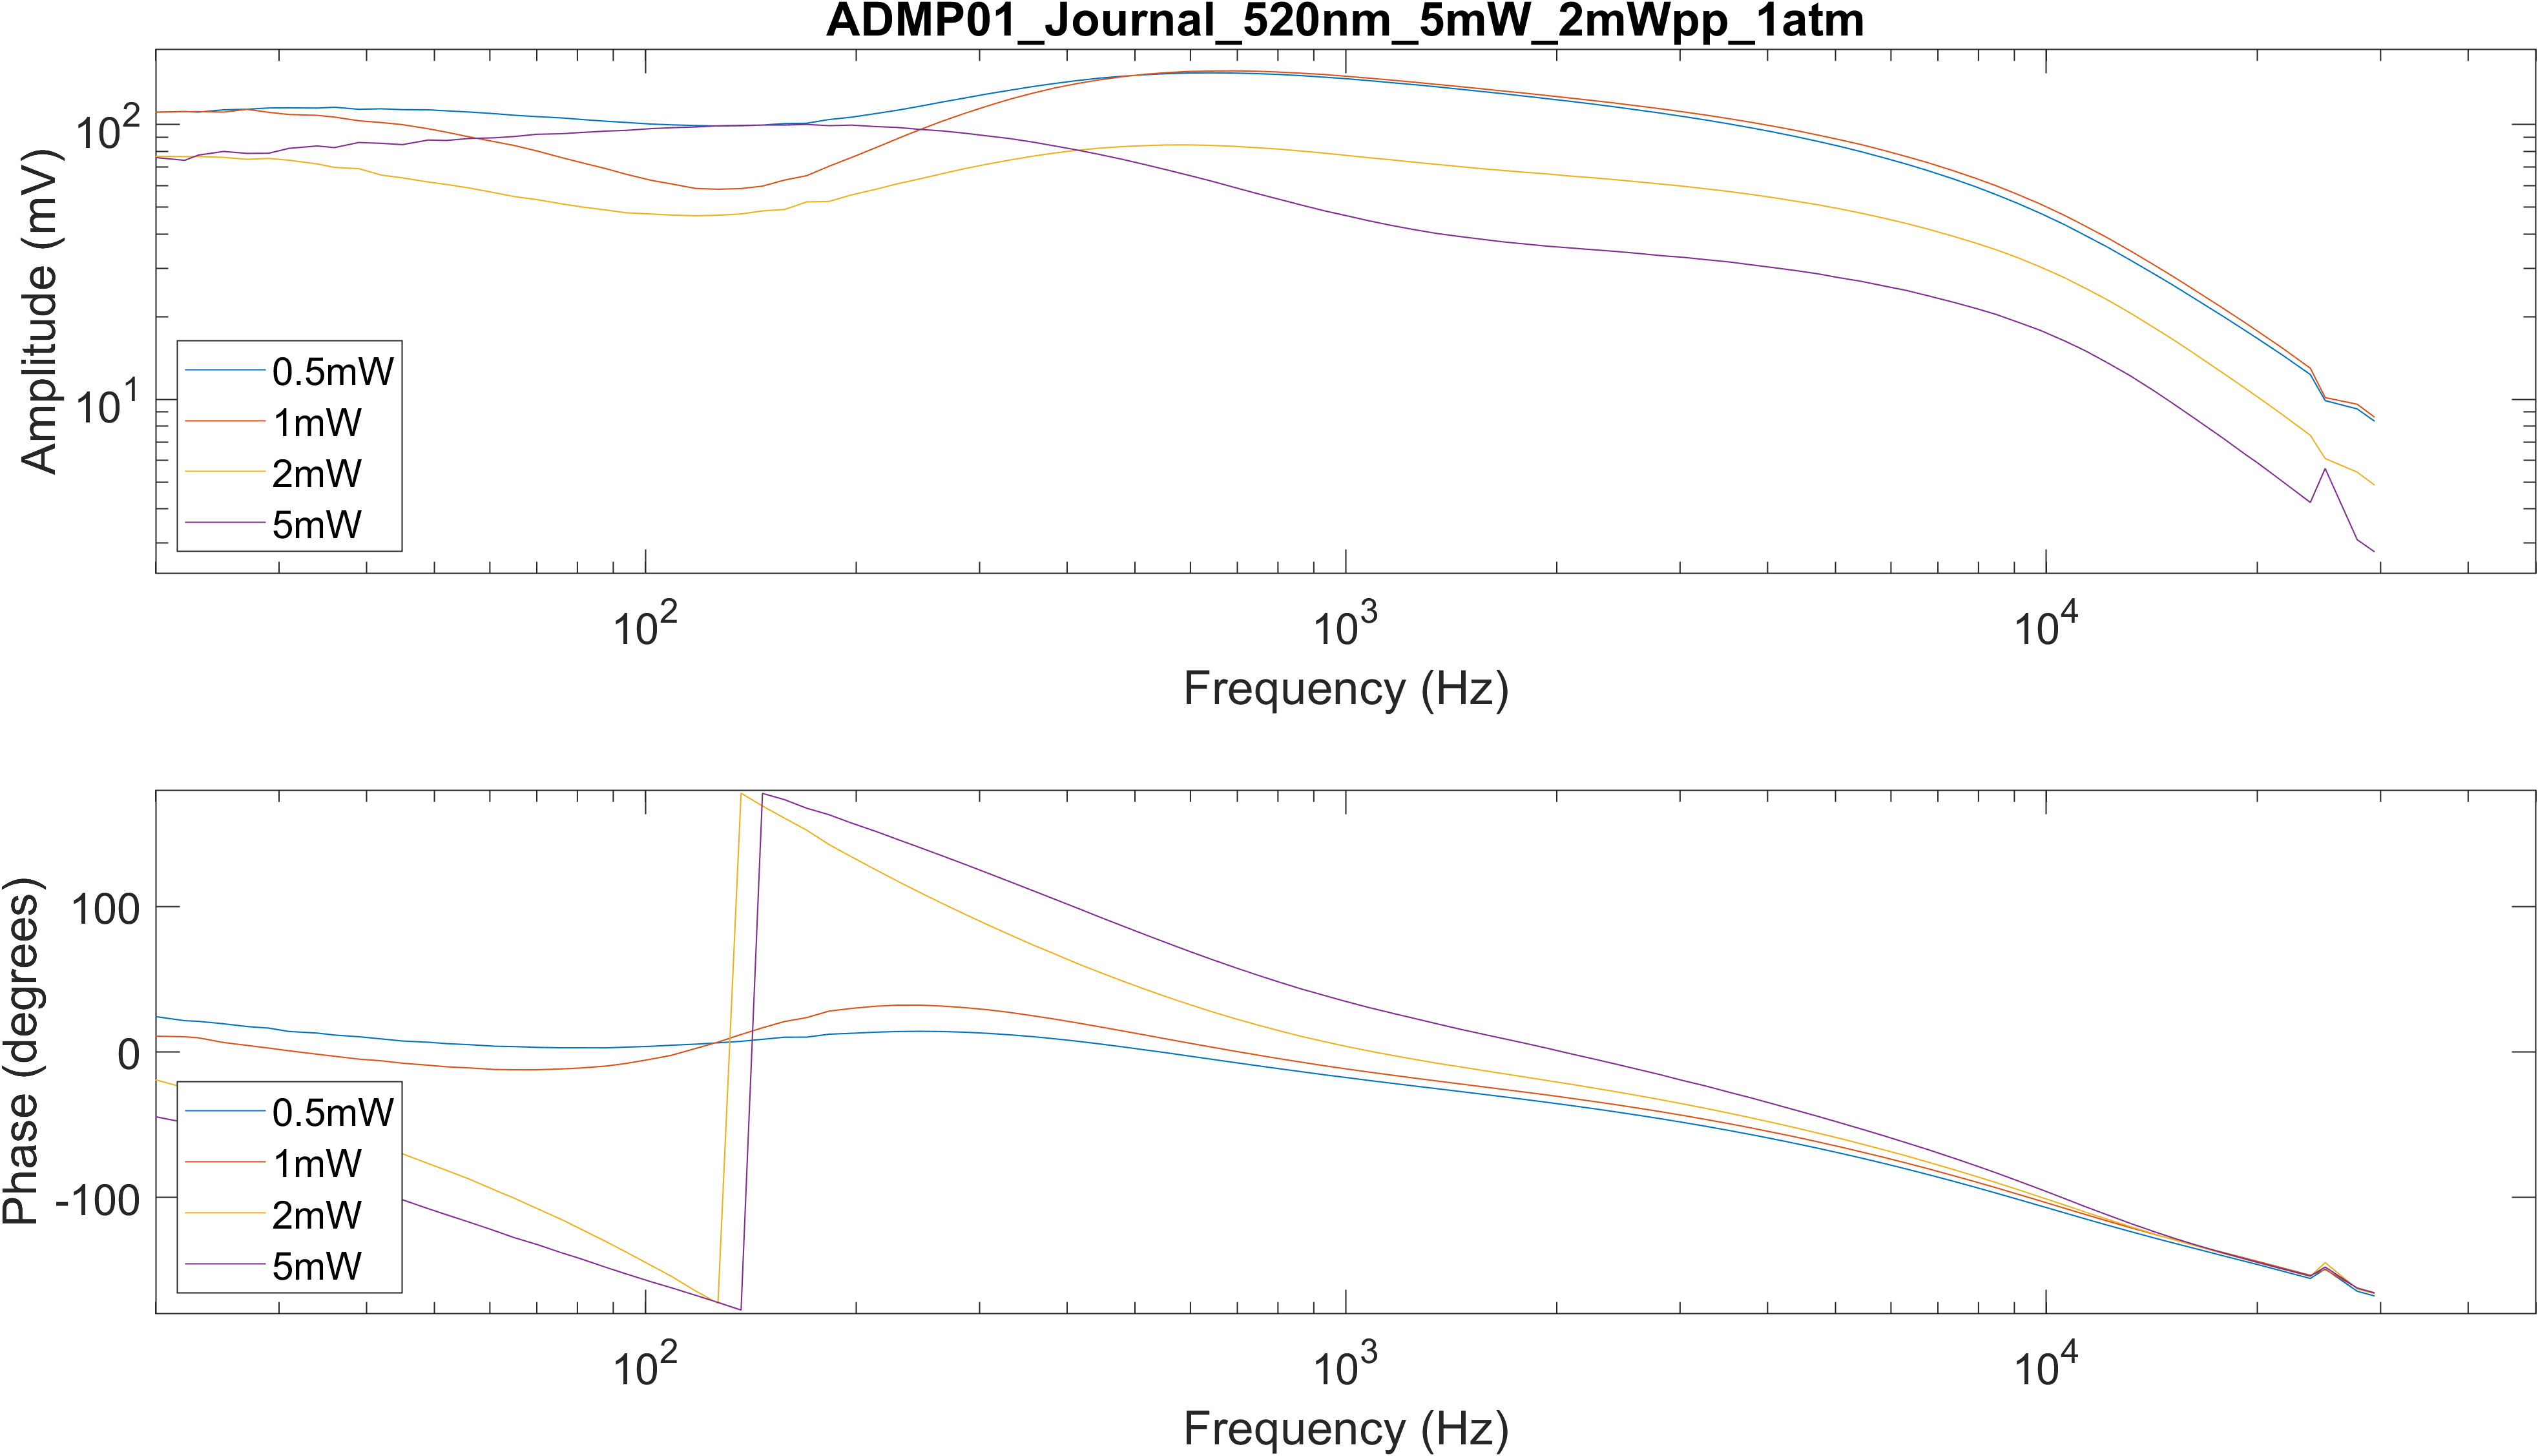 ADMP01_Journal_520nm_5mW_2mWpp_1atm
Amplitude (mV)
10^2
10^1
0.5mW
1mW
2mW
5mW
10^2 10^3 10^4
Frequency (Hz)
Phase (degrees)
100
0
-100
0.5mW
1mW
2mW
5mW
10^2 10^3 10^4
Frequency (Hz)